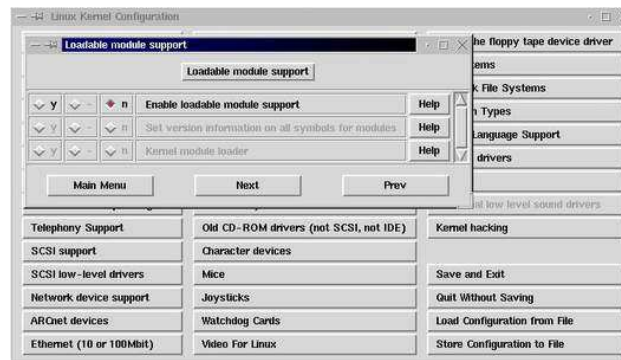 Linux Kernel Configuration
Loadable module support
Loadable module support
y - n Enable loadable module support Help
y - n Set version information on all symbols for modules Help
y - n Kernel module loader Help
Main Menu Next Prev
he floppy tape device driver
ems
k File Systems
n Types
Language Support
drivers
al low level sound drivers
Telephony Support Old CD-ROM drivers (not SCSI, not IDE) Kernel hacking
SCSI support Character devices
SCSI low-level drivers Mice Save and Exit
Network device support Joysticks Quit Without Saving
ARCnet devices Watchdog Cards Load Configuration from File
Ethernet (10 or 100Mbit) Video For Linux Store Configuration to File